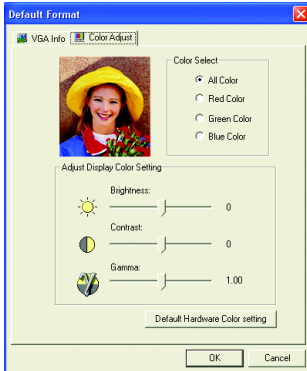 Default Format
VGA Info
Color Adjust
Color Select
All Color
Red Color
Green Color
Blue Color
Adjust Display Color Setting
Brightness:
0
Contrast:
0
Gamma:
1.00
Default Hardware Color setting
OK
Cancel